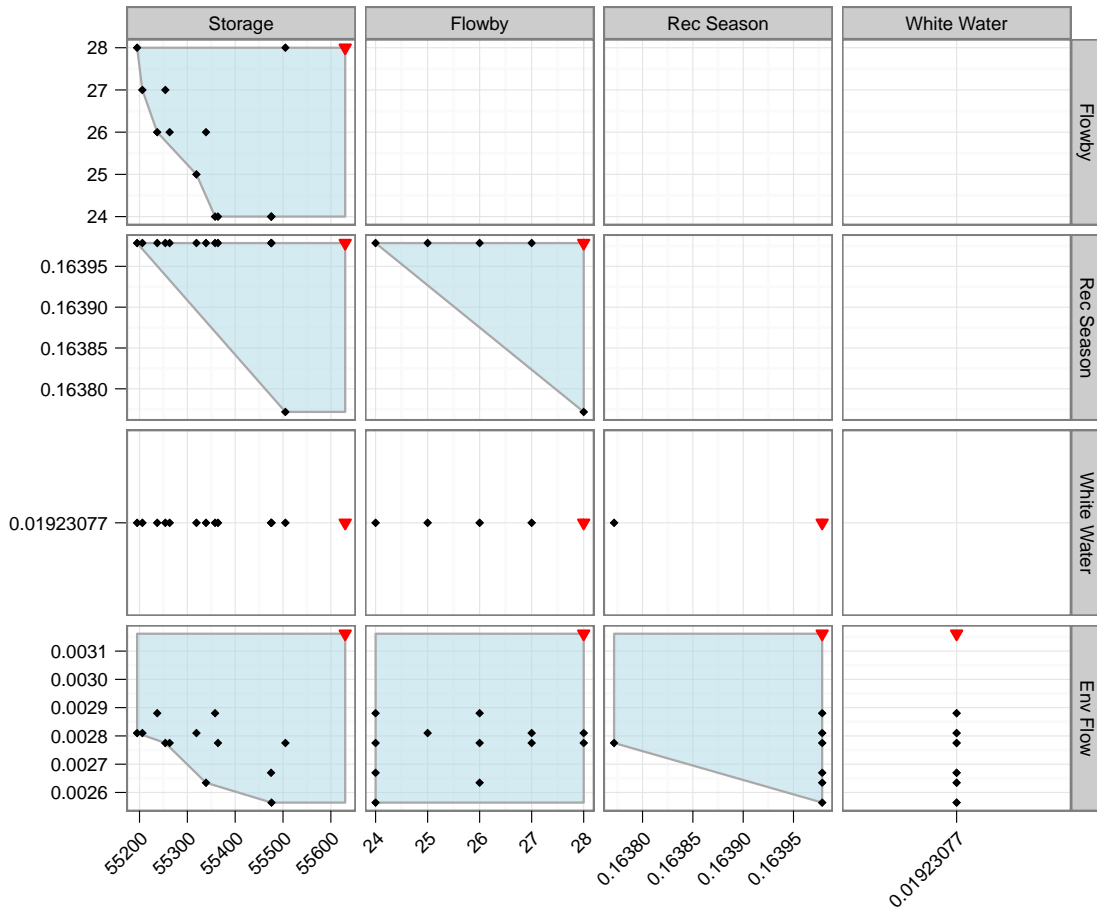 Storage Flowby Rec Season White Water
28
27
26
25
24
Flowby
0.16395
0.16390
0.16385
0.16380
Rec Season
0.01923077
White Water
0.0031
0.0030
0.0029
0.0028
0.0027
0.0026
Env Flow
55200 55300 55400 55500 55600 24 25 26 27 28 0.16380 0.16385 0.16390 0.16395 0.01923077